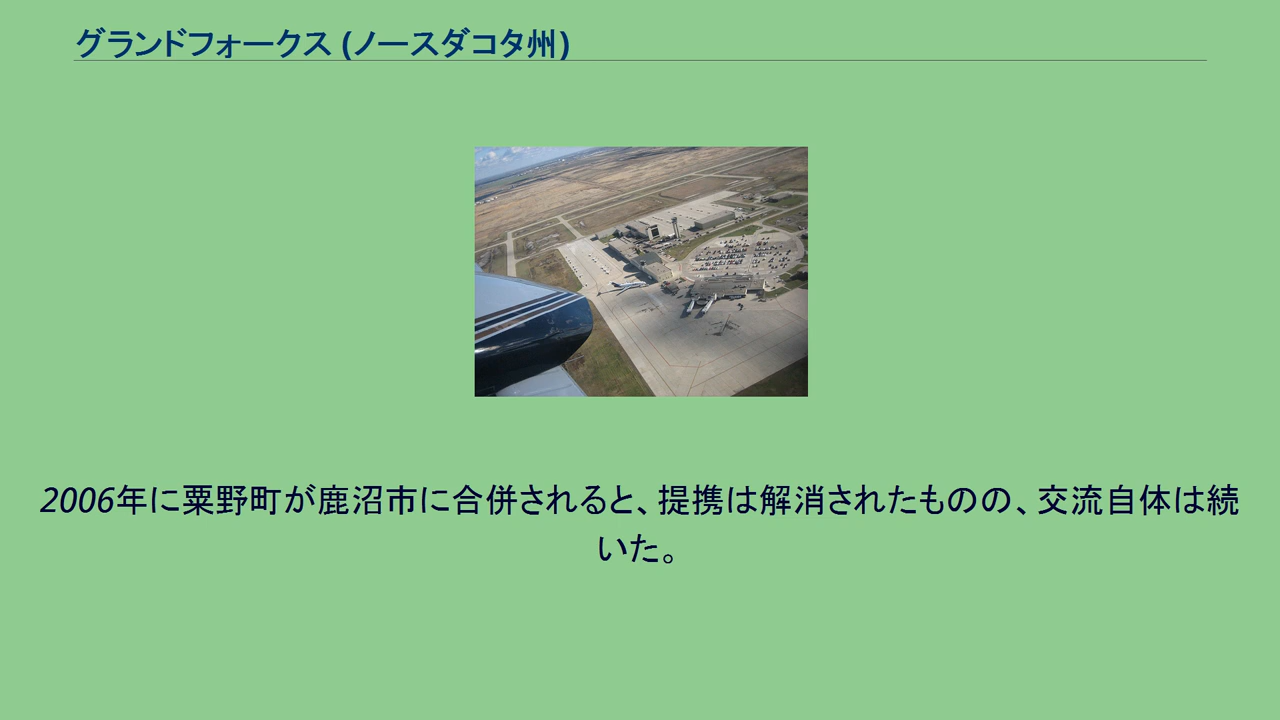 グランドフォークス (ノースダコタ州)
2006年に粟野町が鹿沼市に合併されると、提携は解消されたものの、交流自体は続
いた。